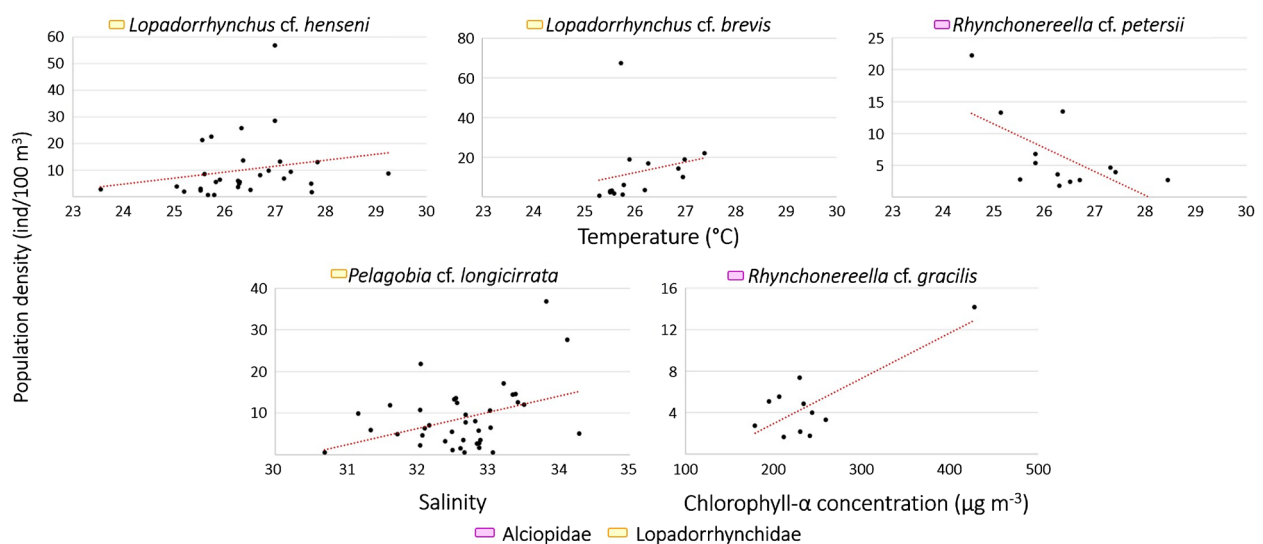 Lopadorrhynchus cf. henseni
Lopadorrhynchus cf. brevis
Rhynchonereella cf. petersii
60
50
40
30
20
10
23 24 25 26 27 28 29 30
80
60
40
20
23 24 25 26 27 28 29 30
25
20
15
10
5
23 24 25 26 27 28 29 30
Temperature (°C)
Population density (ind/100 m³)
Pelagobia cf. longicirrata
Rhynchonereella cf. gracilis
40
30
20
10
30 31 32 33 34 35
16
12
8
4
100 200 300 400 500
Salinity
Chlorophyll-α concentration (µg m⁻³)
Alciopidae Lopadorrhynchidae